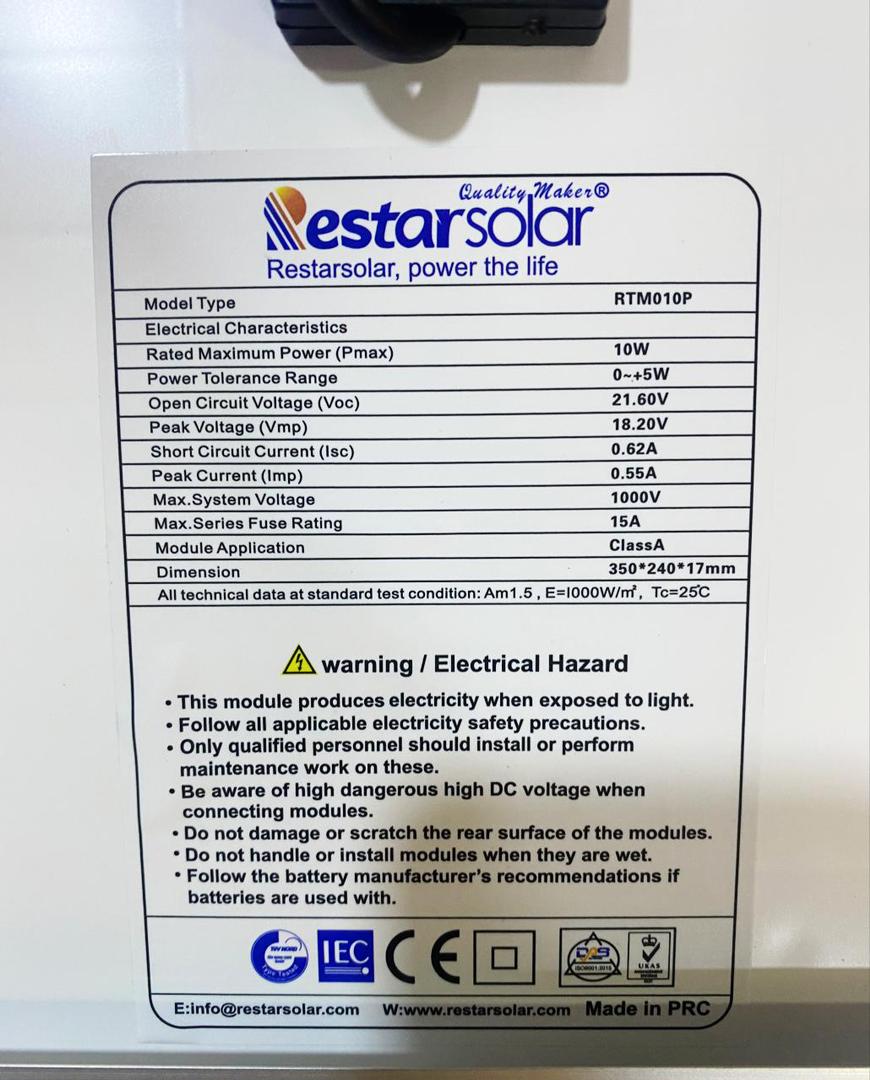 Quality Maker®
Restarsolar
Restarsolar, power the life
Model Type RTM010P
Electrical Characteristics
Rated Maximum Power (Pmax) 10W
Power Tolerance Range 0~+5W
Open Circuit Voltage (Voc) 21.60V
Peak Voltage (Vmp) 18.20V
Short Circuit Current (Isc) 0.62A
Peak Current (Imp) 0.55A
Max.System Voltage 1000V
Max.Series Fuse Rating 15A
Module Application ClassA
Dimension 350*240*17mm
All technical data at standard test condition: Am1.5 , E=I000W/㎡, Tc=25℃
warning / Electrical Hazard
• This module produces electricity when exposed to light.
• Follow all applicable electricity safety precautions.
• Only qualified personnel should install or perform
maintenance work on these.
• Be aware of high dangerous high DC voltage when
connecting modules.
• Do not damage or scratch the rear surface of the modules.
• Do not handle or install modules when they are wet.
• Follow the battery manufacturer's recommendations if
batteries are used with.
TUV NORD
Type Tested
IEC
CE
DAS
ISO9001:2015
UKAS
E:info@restarsolar.com W:www.restarsolar.com Made in PRC